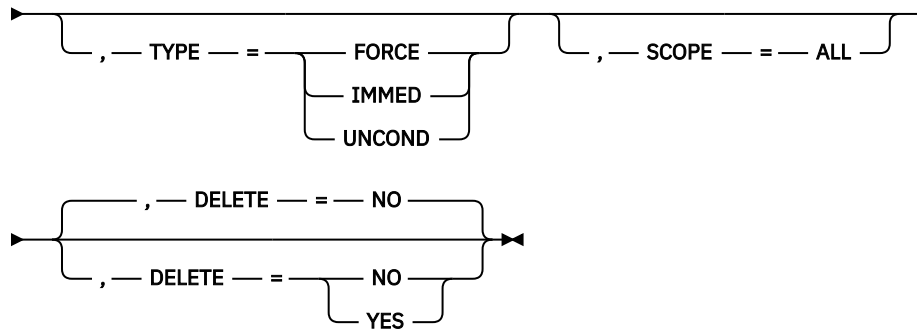 , TYPE = FORCE , SCOPE = ALL
IMMED
UNCOND
, DELETE = NO
, DELETE = NO
YES